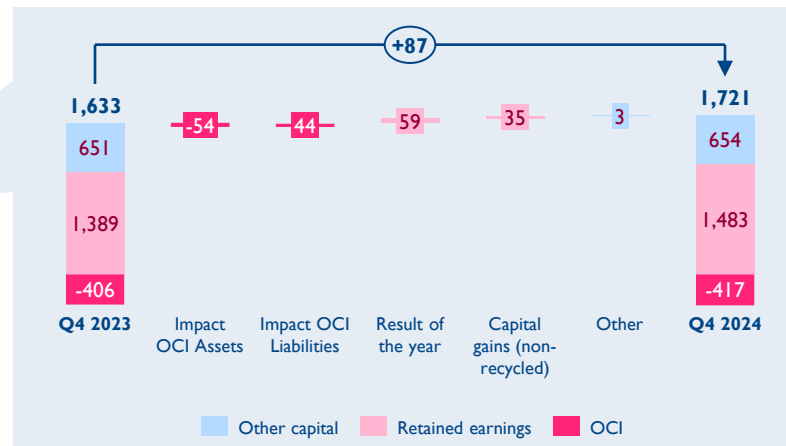 +87
1,633
1,721
651
-54
44
59
35
3
654
1,389
1,483
-406
-417
Q4 2023
Impact
OCI Assets
Impact OCI
Liabilities
Result of
the year
Capital
gains (non-
recycled)
Other
Q4 2024
Other capital
Retained earnings
OCI